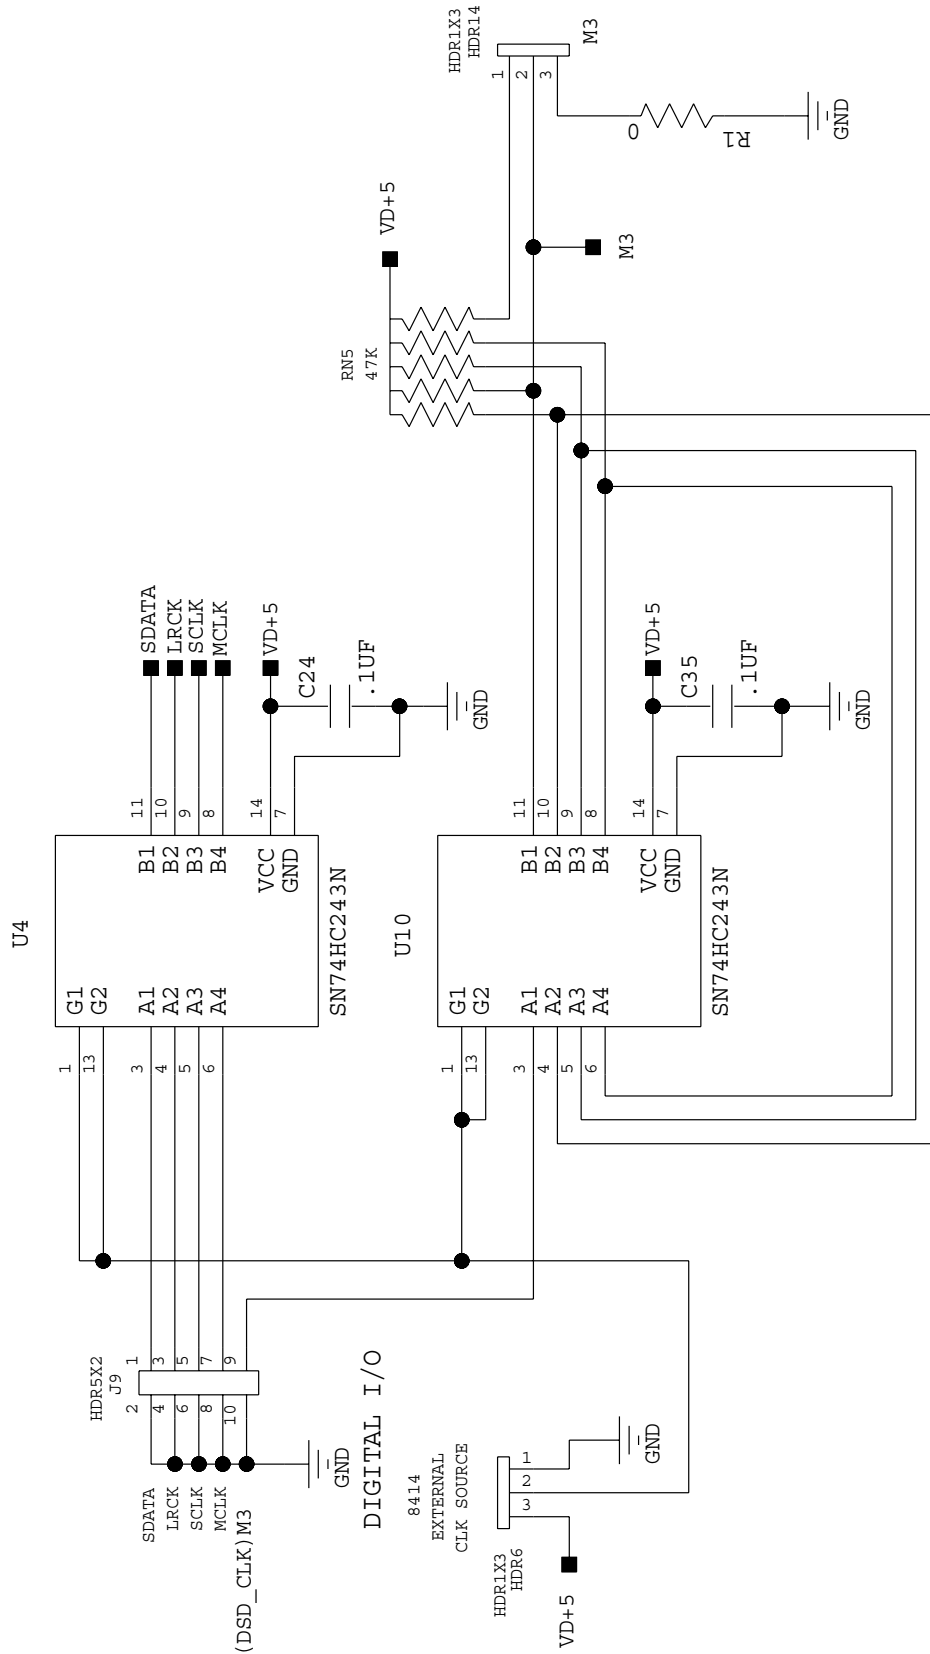 U4
G1
G2
A1
A2
A3
A4
B1
B2
B3
B4
VCC
GND
SN74HC243N
1
13
3
4
5
6
11
10
9
8
14
7
SDATA
LRCK
SCLK
MCLK
VD+5
C24
.1UF
GND
HDR5X2
J9
2
4
6
8
10
1
3
5
7
9
SDATA
LRCK
SCLK
MCLK
(DSD_CLK)M3
GND
DIGITAL I/O
8414
EXTERNAL
CLK SOURCE
HDR1X3
HDR6
3
2
1
GND
VD+5
U10
G1
G2
A1
A2
A3
A4
B1
B2
B3
B4
VCC
GND
SN74HC243N
1
13
3
4
5
6
11
10
9
8
14
7
VD+5
C35
.1UF
GND
RN5
47K
VD+5
M3
HDR1X3
HDR14
1
2
3
M3
0
R1
GND